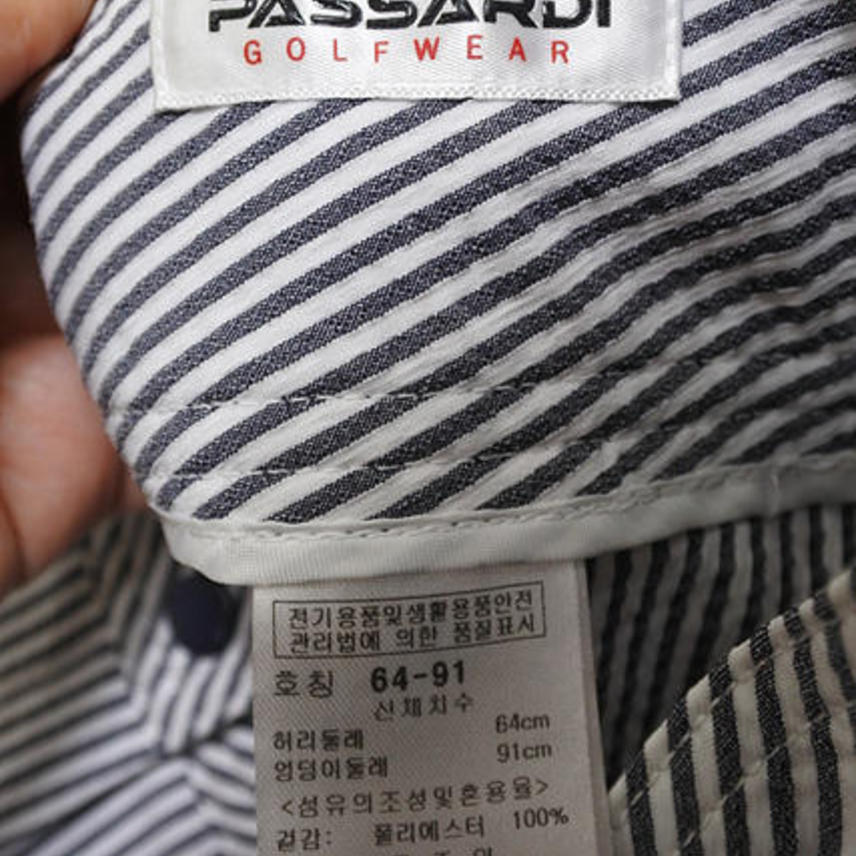 PASSARDI
GOLFWEAR
전기용품및생활용품안전
관리법에 의한 품질표시
호칭 64-91
신체치수
허리둘레 64cm
엉덩이둘레 91cm
<섬유의조성및혼용율>
겉감: 폴리에스터 100%